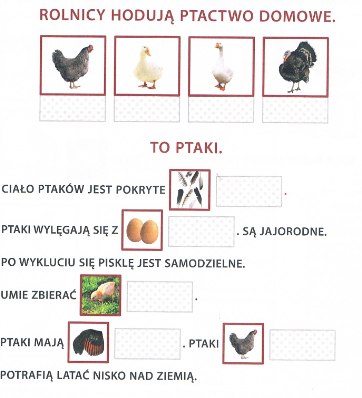 ROLNICY HODUJĄ PTACTWO DOMOWE.
TO PTAKI.
CIAŁO PTAKÓW JEST POKRYTE .
PTAKI WYLĘGAJĄ SIĘ Z . SĄ JAJORODNE.
PO WYKLUCIU SIĘ PISKLĘ JEST SAMODZIELNE.
UMIE ZBIERAĆ .
PTAKI MAJĄ . PTAKI
POTRAFIĄ LATAĆ NISKO NAD ZIEMIĄ.